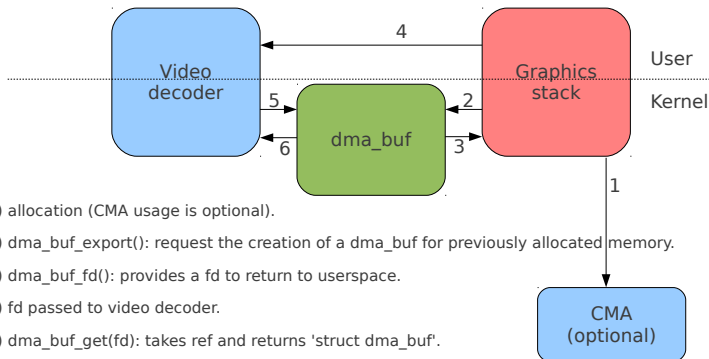 4
Video
decoder
Graphics
stack
User
Kernel
5
2
6
3
dma_buf
1
) allocation (CMA usage is optional).
) dma_buf_export(): request the creation of a dma_buf for previously allocated memory.
) dma_buf_fd(): provides a fd to return to userspace.
) fd passed to video decoder.
) dma_buf_get(fd): takes ref and returns 'struct dma_buf'.
CMA
(optional)